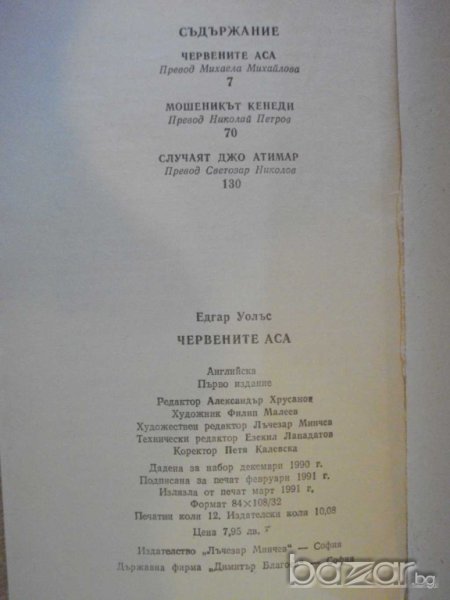 СЪДЪРЖАНИЕ
ЧЕРВЕНИТЕ АСА
Превод Михаела Михайлова
7
МОШЕНИКЪТ КЕНЕДИ
Превод Николай Петров
70
СЛУЧАЯТ ДЖО АТИМАР
Превод Светозар Николов
130
Едгар Уолъс
ЧЕРВЕНИТЕ АСА
Английска
Първо издание
Редактор Александър Хрусанов
Художник Филип Малеев
Художествен редактор Лъчезар Минчев
Технически редактор Езекил Лападатов
Коректор Петя Калевска
Дадена за набор декември 1990 г.
Подписана за печат февруари 1991 г.
Излязла от печат март 1991 г.
Формат 84×108/32
Печатни коли 12. Издателски коли 10,08
Цена 7,95 лв.
Издателство „Лъчезар Минчев" — София
Държавна фирма „Димитър Благоев" — София
bazar.bg